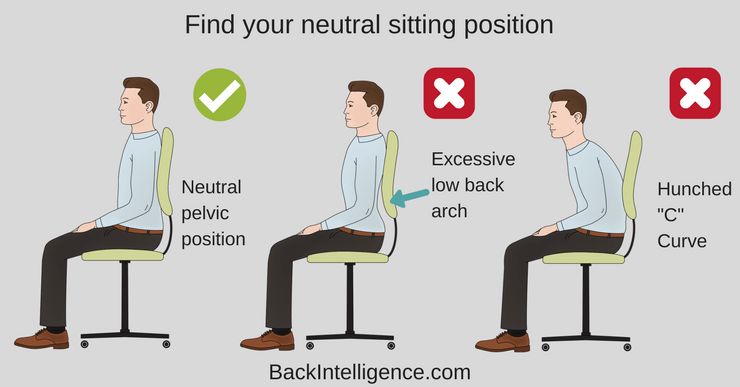 Find your neutral sitting position
Neutral
pelvic
position
Excessive
low back
arch
Hunched
"C"
Curve
BackIntelligence.com